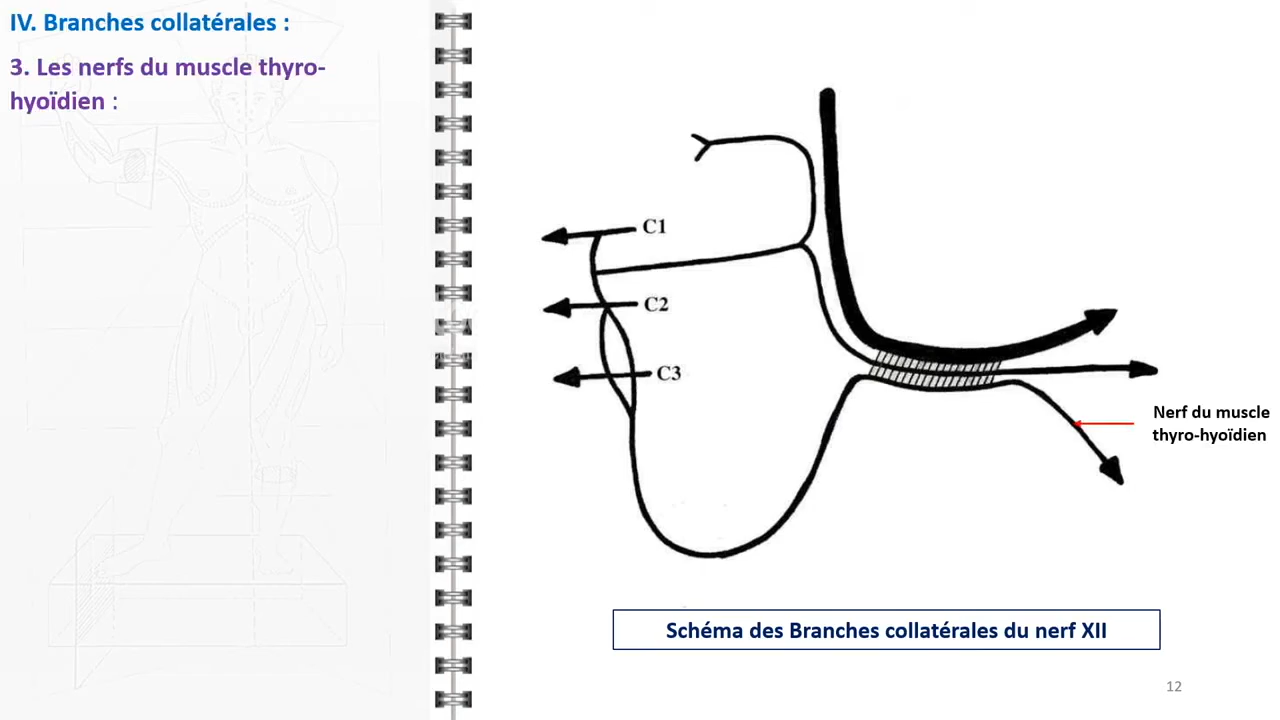 IV. Branches collatérales :
3. Les nerfs du muscle thyro-
hyoïdien :
C1
C2
C3
Nerf du muscle
thyro-hyoïdien
Schéma des Branches collatérales du nerf XII
12